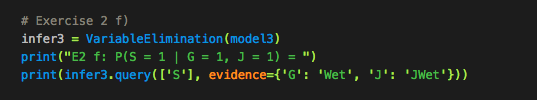 # Exercise 2 f)
infer3 = VariableElimination(model3)
print("E2 f: P(S = 1 | G = 1, J = 1) = ")
print(infer3.query(['S'], evidence={'G': 'Wet', 'J': 'JWet'}))